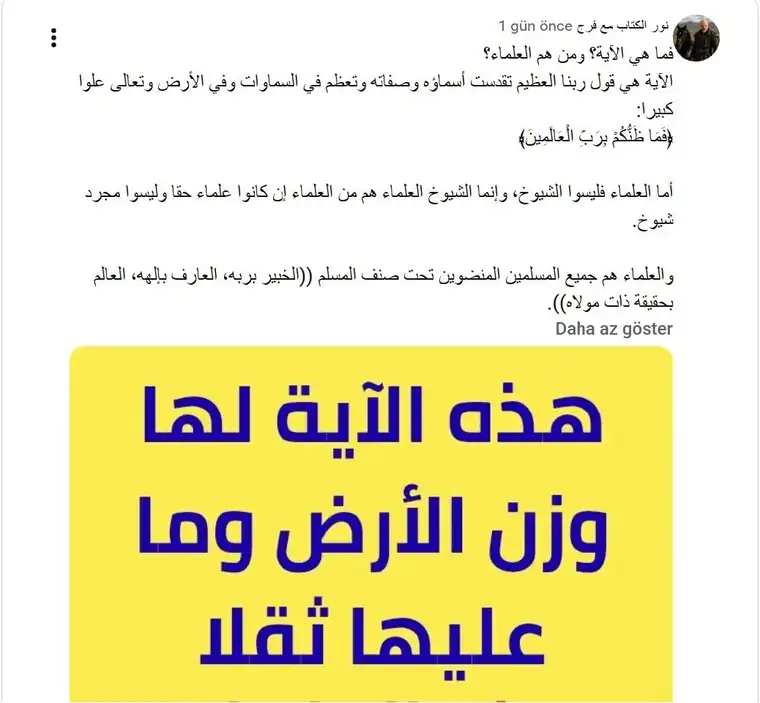 نور الكتاب مع فرج 1 gün önce
فما هي الآية؟ ومن هم العلماء؟
الآية هي قول ربنا العظيم تقدست أسماؤه وصفاته وتعظم في السماوات وفي الأرض وتعالى علوا
كبيرا:
﴿فَمَا ظَنُّكُمْ بِرَبِّ الْعَالَمِينَ﴾
أما العلماء فليسوا الشيوخ، وإنما الشيوخ العلماء هم من العلماء إن كانوا علماء حقا وليسوا مجرد
شيوخ.
والعلماء هم جميع المسلمين المنضوين تحت صنف المسلم ((الخبير بربه، العارف بإلهه، العالم
بحقيقة ذات مولاه)).
Daha az göster
هذه الآية لها
وزن الأرض وما
عليها ثقلا